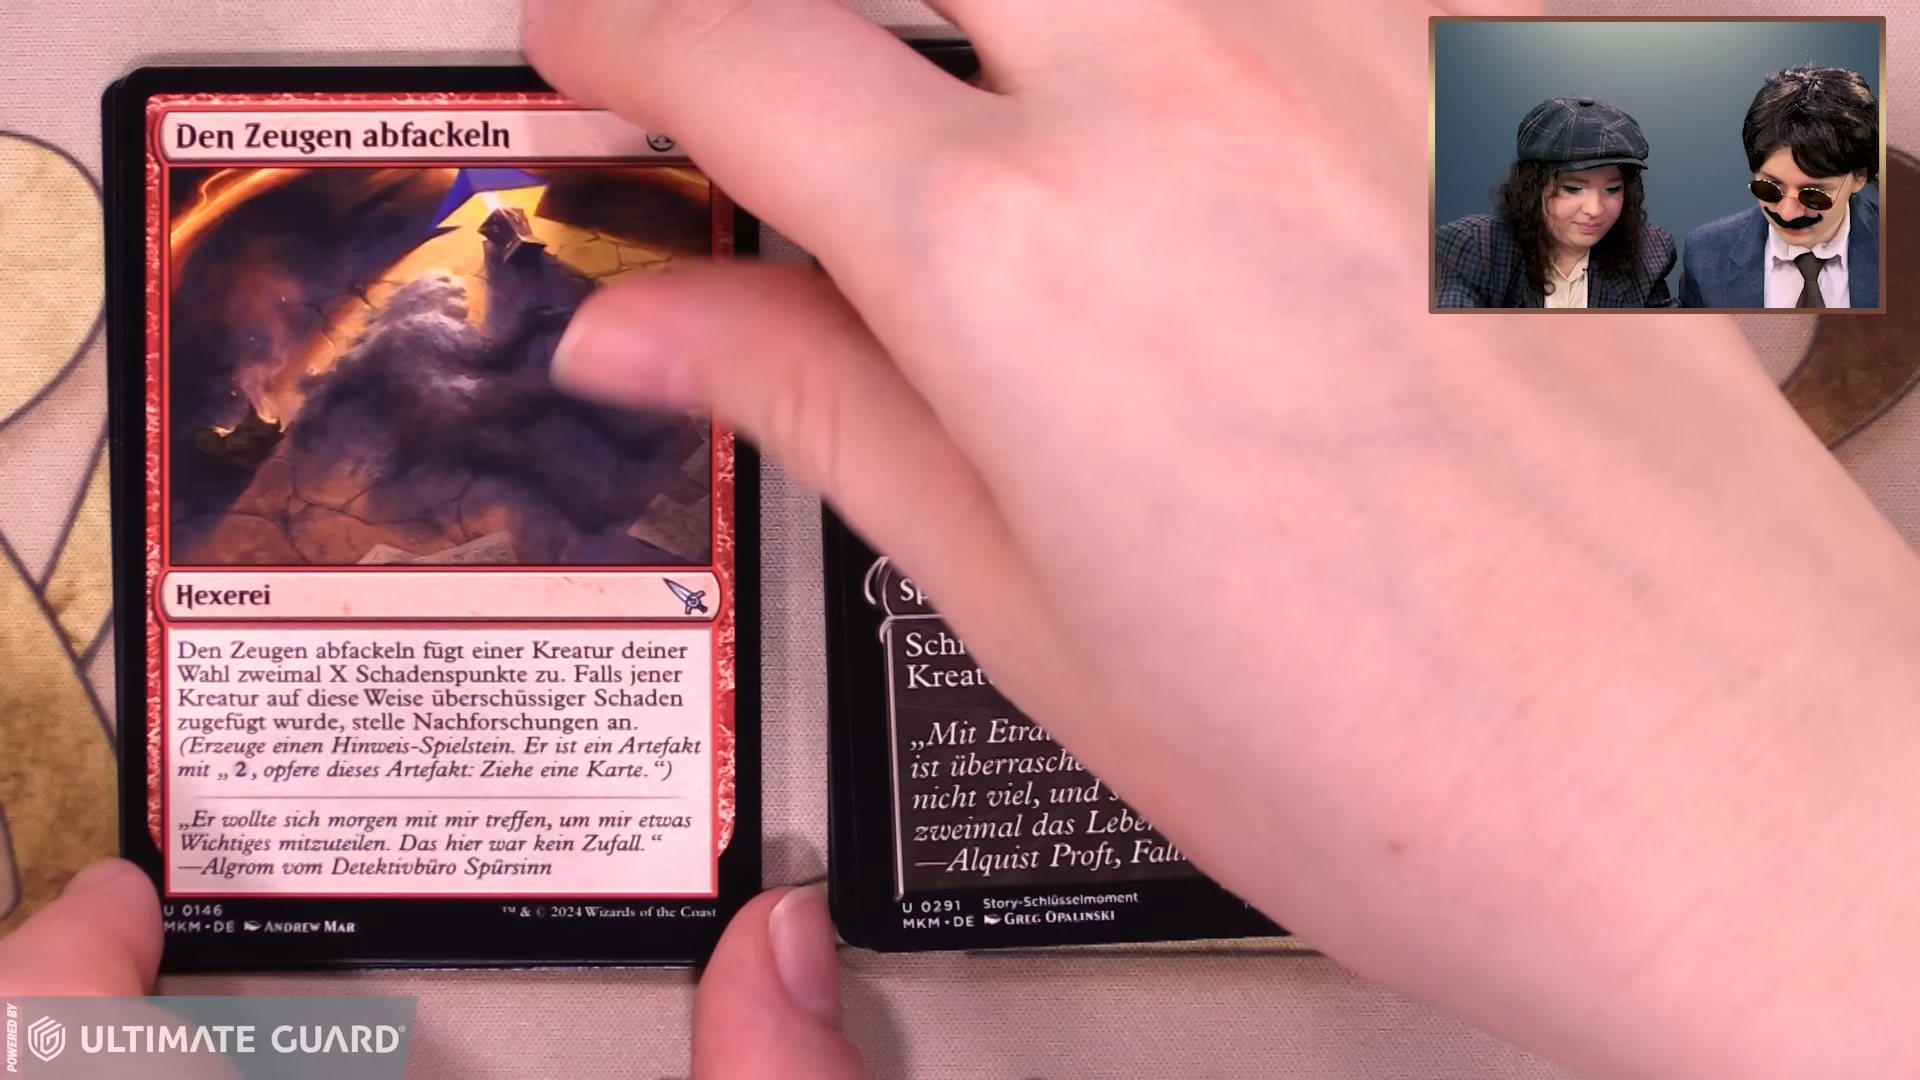 Den Zeugen abfackeln
Hexerei
Den Zeugen abfackeln fügt einer Kreatur deiner
Wahl zweimal X Schadenspunkte zu. Falls jener
Kreatur auf diese Weise überschüssiger Schaden
zugefügt wurde, stelle Nachforschungen an.
(Erzeuge einen Hinweis-Spielstein. Er ist ein Artefakt
mit „2, opfere dieses Artefakt: Ziehe eine Karte.“)
„Er wollte sich morgen mit mir treffen, um mir etwas
Wichtiges mitzuteilen. Das hier war kein Zufall.“
—Algrom vom Detektivbüro Spürsinn
U 0146
™ & © 2024 Wizards of the Coast
MKM • DE ANDREW MAR
„Mit
ist
nicht viel, und
zweimal das
—Alquist Proft,
U 0291 Story-Schlüsselmoment
MKM • DE GREG OPALINSKI
POWERED BY
ULTIMATE GUARD®